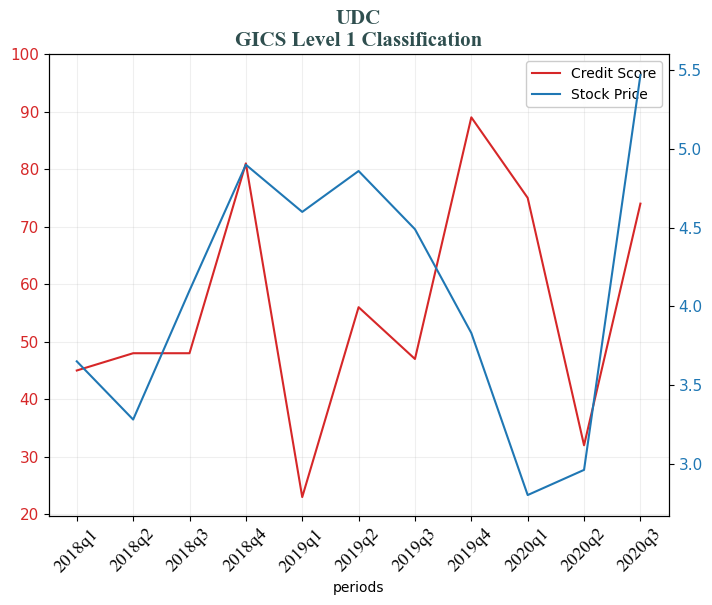 UDC
GICS Level 1 Classification
Credit Score
Stock Price
100
90
80
70
60
50
40
30
20
5.5
5.0
4.5
4.0
3.5
3.0
2018q1
2018q2
2018q3
2018q4
2019q1
2019q2
2019q3
2019q4
2020q1
2020q2
2020q3
periods